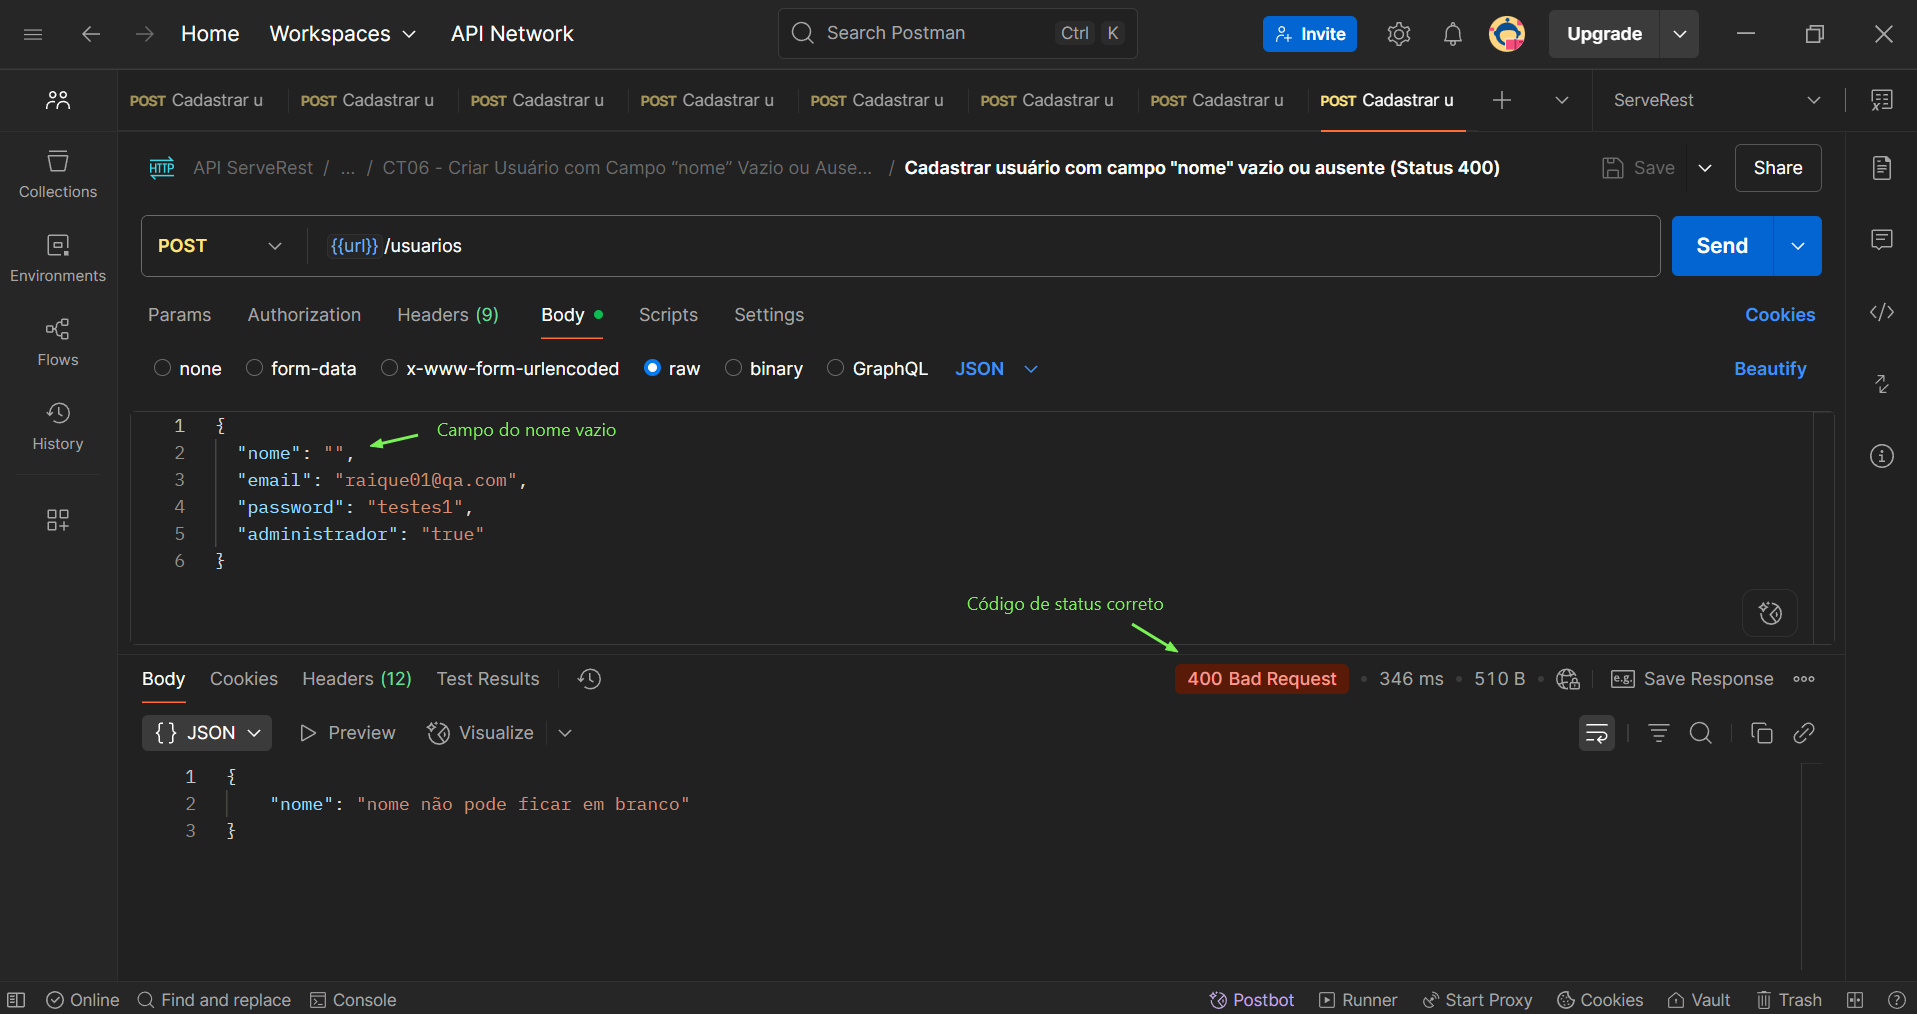 Home Workspaces API Network Search Postman Ctrl K Invite Upgrade
POST Cadastrar u POST Cadastrar u POST Cadastrar u POST Cadastrar u POST Cadastrar u POST Cadastrar u POST Cadastrar u POST Cadastrar u ServeRest
HTTP API ServeRest / ... / CT06 - Criar Usuário com Campo “nome” Vazio ou Ause... / Cadastrar usuário com campo "nome" vazio ou ausente (Status 400) Save Share
Collections
Environments
Flows
History
POST {{url}} /usuarios Send
Params Authorization Headers (9) Body Scripts Settings Cookies
none form-data x-www-form-urlencoded raw binary GraphQL JSON Beautify
1 {
Campo do nome vazio
2 "nome": "",
3 "email": "raique01@qa.com",
4 "password": "testes1",
5 "administrador": "true"
6 }
Código de status correto
Body Cookies Headers (12) Test Results 400 Bad Request • 346 ms • 510 B • e.g. Save Response
{} JSON Preview Visualize
1 {
2 "nome": "nome não pode ficar em branco"
3 }
Online Find and replace Console Postbot Runner Start Proxy Cookies Vault Trash